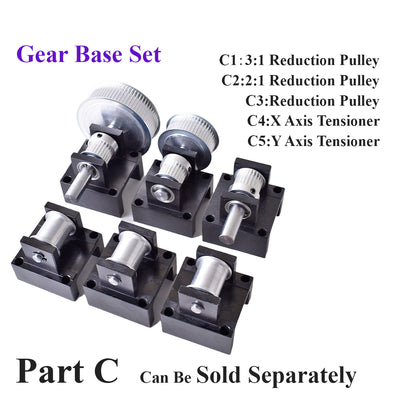 Gear Base Set
C1:3:1 Reduction Pulley
C2:2:1 Reduction Pulley
C3:Reduction Pulley
C4:X Axis Tensioner
C5:Y Axis Tensioner
Part C Can Be Sold Separately